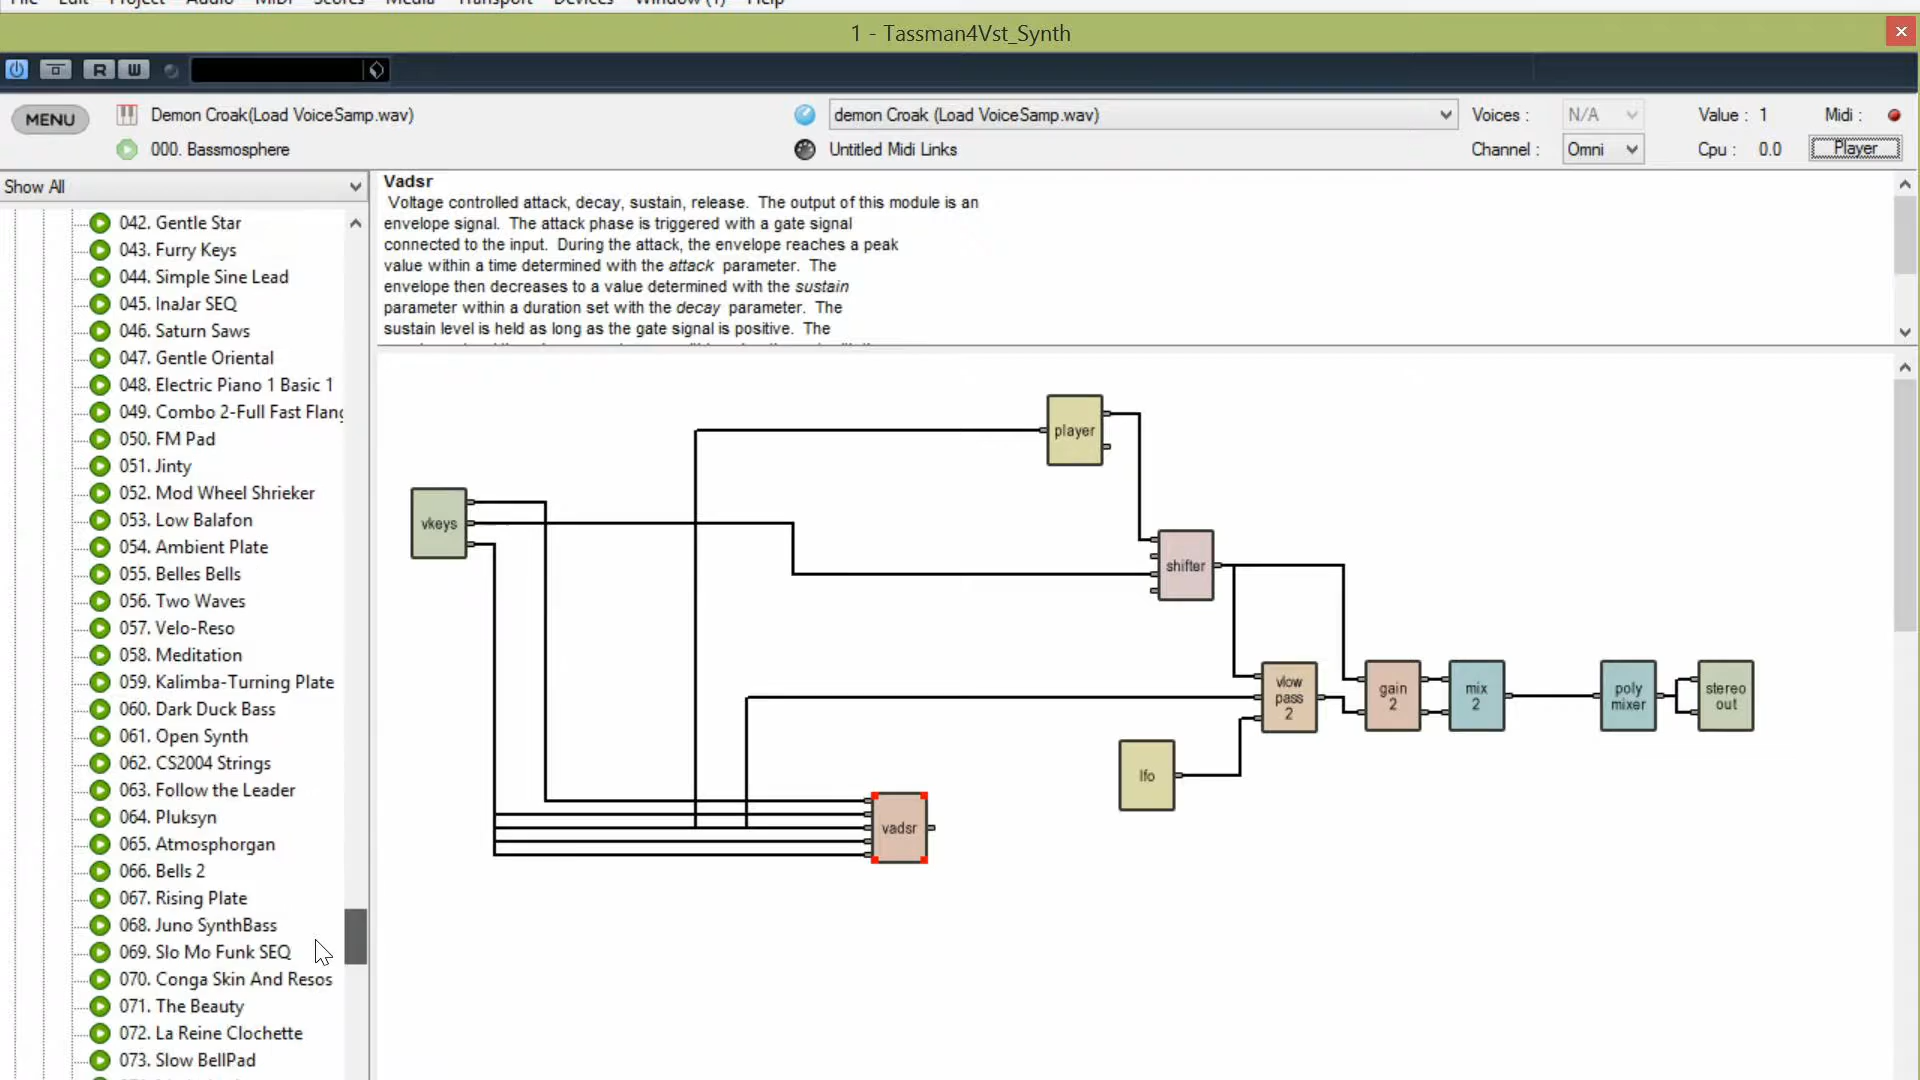 File Edit Project Audio MIDI Scores Media Transport Devices Window (1) Help
1 - Tassman4Vst_Synth
R W
MENU
Demon Croak(Load VoiceSamp.wav)
000. Bassmosphere
demon Croak (Load VoiceSamp.wav)
Untitled Midi Links
Voices : N/A
Channel : Omni
Value : 1
Cpu : 0.0
Midi :
Player
Show All
042. Gentle Star
043. Furry Keys
044. Simple Sine Lead
045. InaJar SEQ
046. Saturn Saws
047. Gentle Oriental
048. Electric Piano 1 Basic 1
049. Combo 2-Full Fast Flang
050. FM Pad
051. Jinty
052. Mod Wheel Shrieker
053. Low Balafon
054. Ambient Plate
055. Belles Bells
056. Two Waves
057. Velo-Reso
058. Meditation
059. Kalimba-Turning Plate
060. Dark Duck Bass
061. Open Synth
062. CS2004 Strings
063. Follow the Leader
064. Pluksyn
065. Atmosphorgan
066. Bells 2
067. Rising Plate
068. Juno SynthBass
069. Slo Mo Funk SEQ
070. Conga Skin And Resos
071. The Beauty
072. La Reine Clochette
073. Slow BellPad
Vadsr
Voltage controlled attack, decay, sustain, release. The output of this module is an
envelope signal. The attack phase is triggered with a gate signal
connected to the input. During the attack, the envelope reaches a peak
value within a time determined with the attack parameter. The
envelope then decreases to a value determined with the sustain
parameter within a duration set with the decay parameter. The
sustain level is held as long as the gate signal is positive. The
player
vkeys
shifter
vlow
pass
2
gain
2
mix
2
poly
mixer
stereo
out
lfo
vadsr